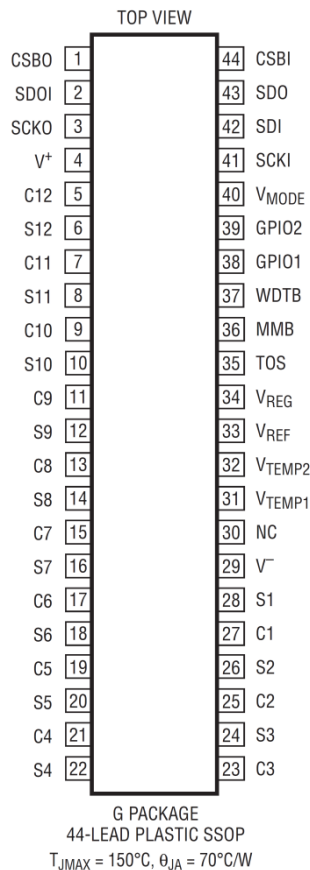 TOP VIEW
CSBO 1 44 CSBI
SDOI 2 43 SDO
SCKO 3 42 SDI
V⁺ 4 41 SCKI
C12 5 40 VMODE
S12 6 39 GPIO2
C11 7 38 GPIO1
S11 8 37 WDTB
C10 9 36 MMB
S10 10 35 TOS
C9 11 34 VREG
S9 12 33 VREF
C8 13 32 VTEMP2
S8 14 31 VTEMP1
C7 15 30 NC
S7 16 29 V⁻
C6 17 28 S1
S6 18 27 C1
C5 19 26 S2
S5 20 25 C2
C4 21 24 S3
S4 22 23 C3
G PACKAGE
44-LEAD PLASTIC SSOP
TJMAX = 150°C, θJA = 70°C/W